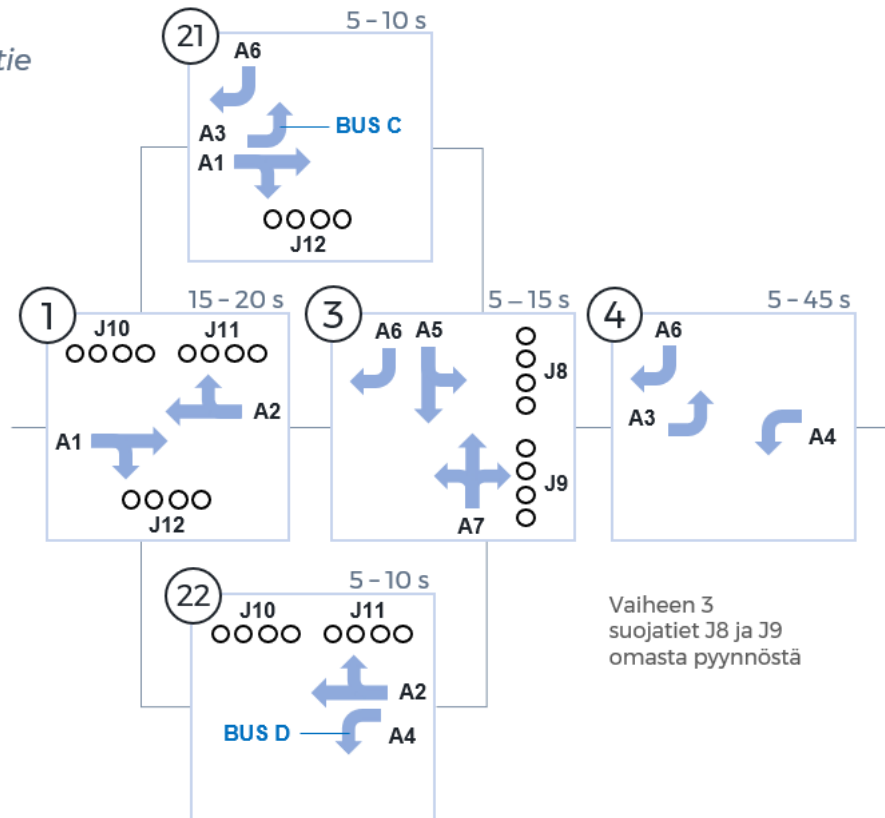 tie
21
5 – 10 s
A6
A3
BUS C
A1
J12
1
15 – 20 s
J10
J11
A2
A1
J12
3
5 – 15 s
A6
A5
J8
J9
A7
4
5 – 45 s
A6
A3
A4
22
5 – 10 s
J10
J11
A2
BUS D
A4
Vaiheen 3
suojatiet J8 ja J9
omasta pyynnöstä